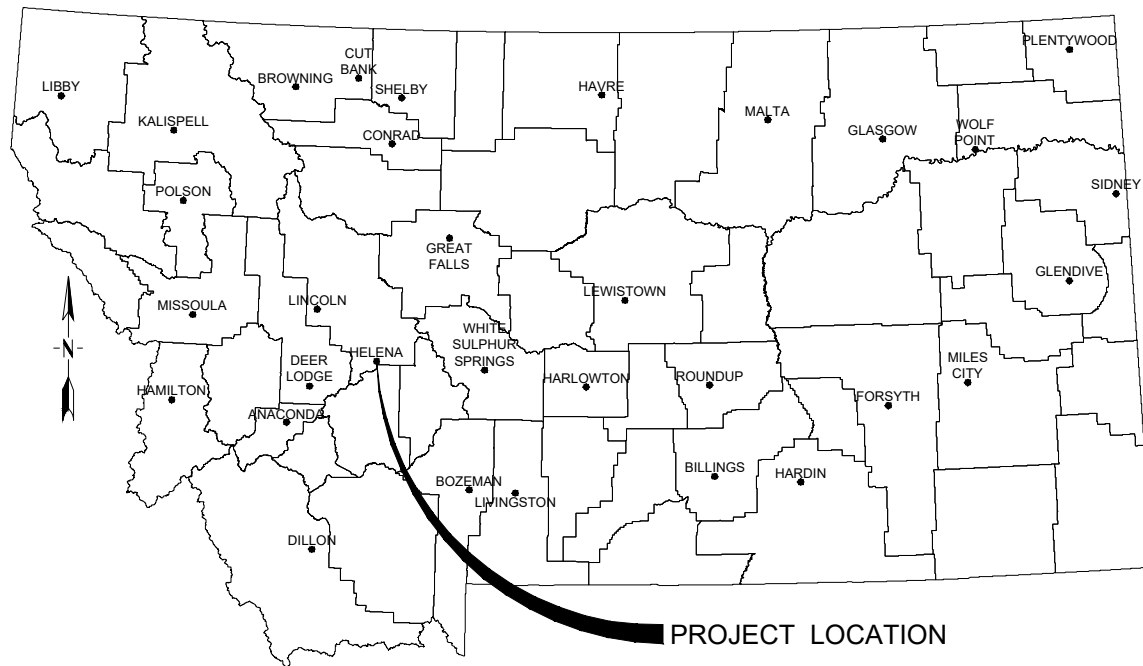 PLENTYWOOD
CUT
BANK
BROWNING
LIBBY
SHELBY
HAVRE
MALTA
KALISPELL
CONRAD
GLASGOW
WOLF
POINT
POLSON
SIDNEY
GREAT
FALLS
GLENDIVE
MISSOULA
LINCOLN
LEWISTOWN
WHITE
SULPHUR
SPRINGS
-N-
HELENA
DEER
LODGE
MILES
CITY
HAMILTON
HARLOWTON
ROUNDUP
FORSYTH
ANACONDA
BILLINGS
HARDIN
BOZEMAN
LIVINGSTON
DILLON
PROJECT LOCATION